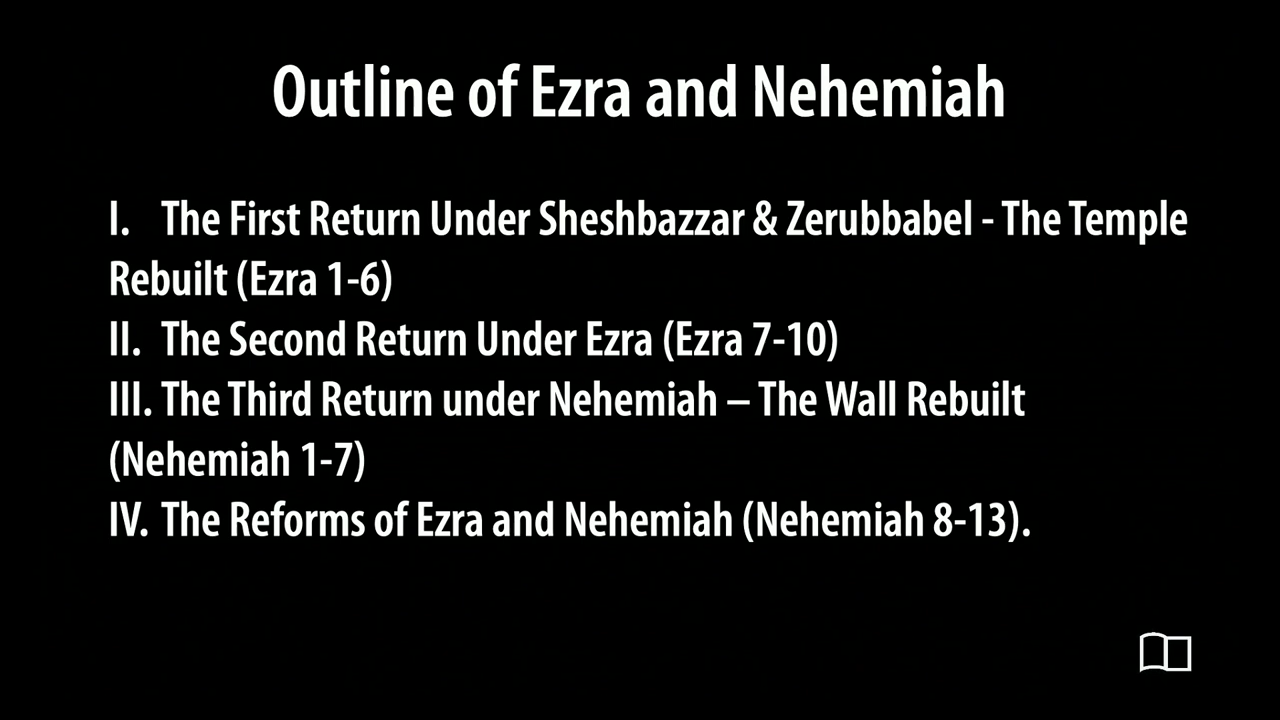 Outline of Ezra and Nehemiah
I. The First Return Under Sheshbazzar & Zerubbabel - The Temple
Rebuilt (Ezra 1-6)
II. The Second Return Under Ezra (Ezra 7-10)
III. The Third Return under Nehemiah – The Wall Rebuilt
(Nehemiah 1-7)
IV. The Reforms of Ezra and Nehemiah (Nehemiah 8-13).